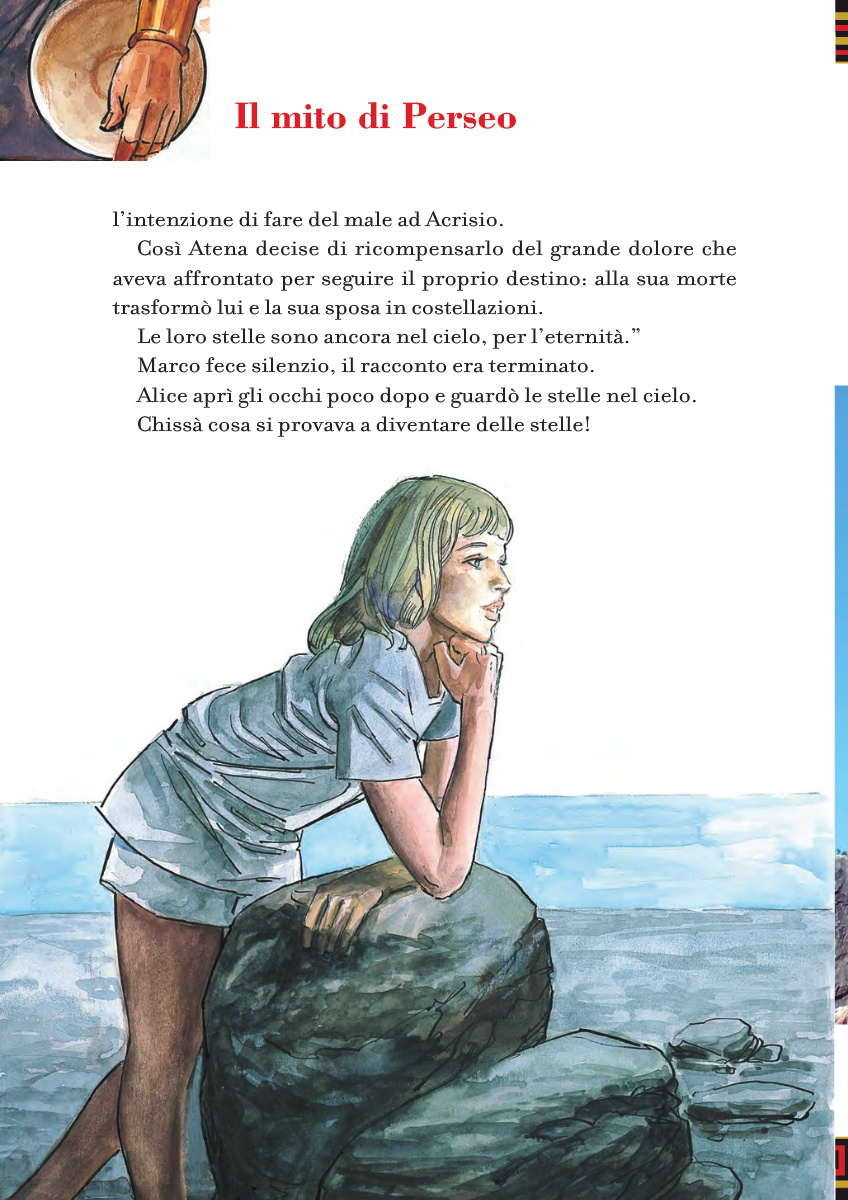 Il mito di Perseo
l’intenzione di fare del male ad Acrisio.
Così Atena decise di ricompensarlo del grande dolore che
aveva affrontato per seguire il proprio destino: alla sua morte
trasformò lui e la sua sposa in costellazioni.
Le loro stelle sono ancora nel cielo, per l’eternità.”
Marco fece silenzio, il racconto era terminato.
Alice aprì gli occhi poco dopo e guardò le stelle nel cielo.
Chissà cosa si provava a diventare delle stelle!